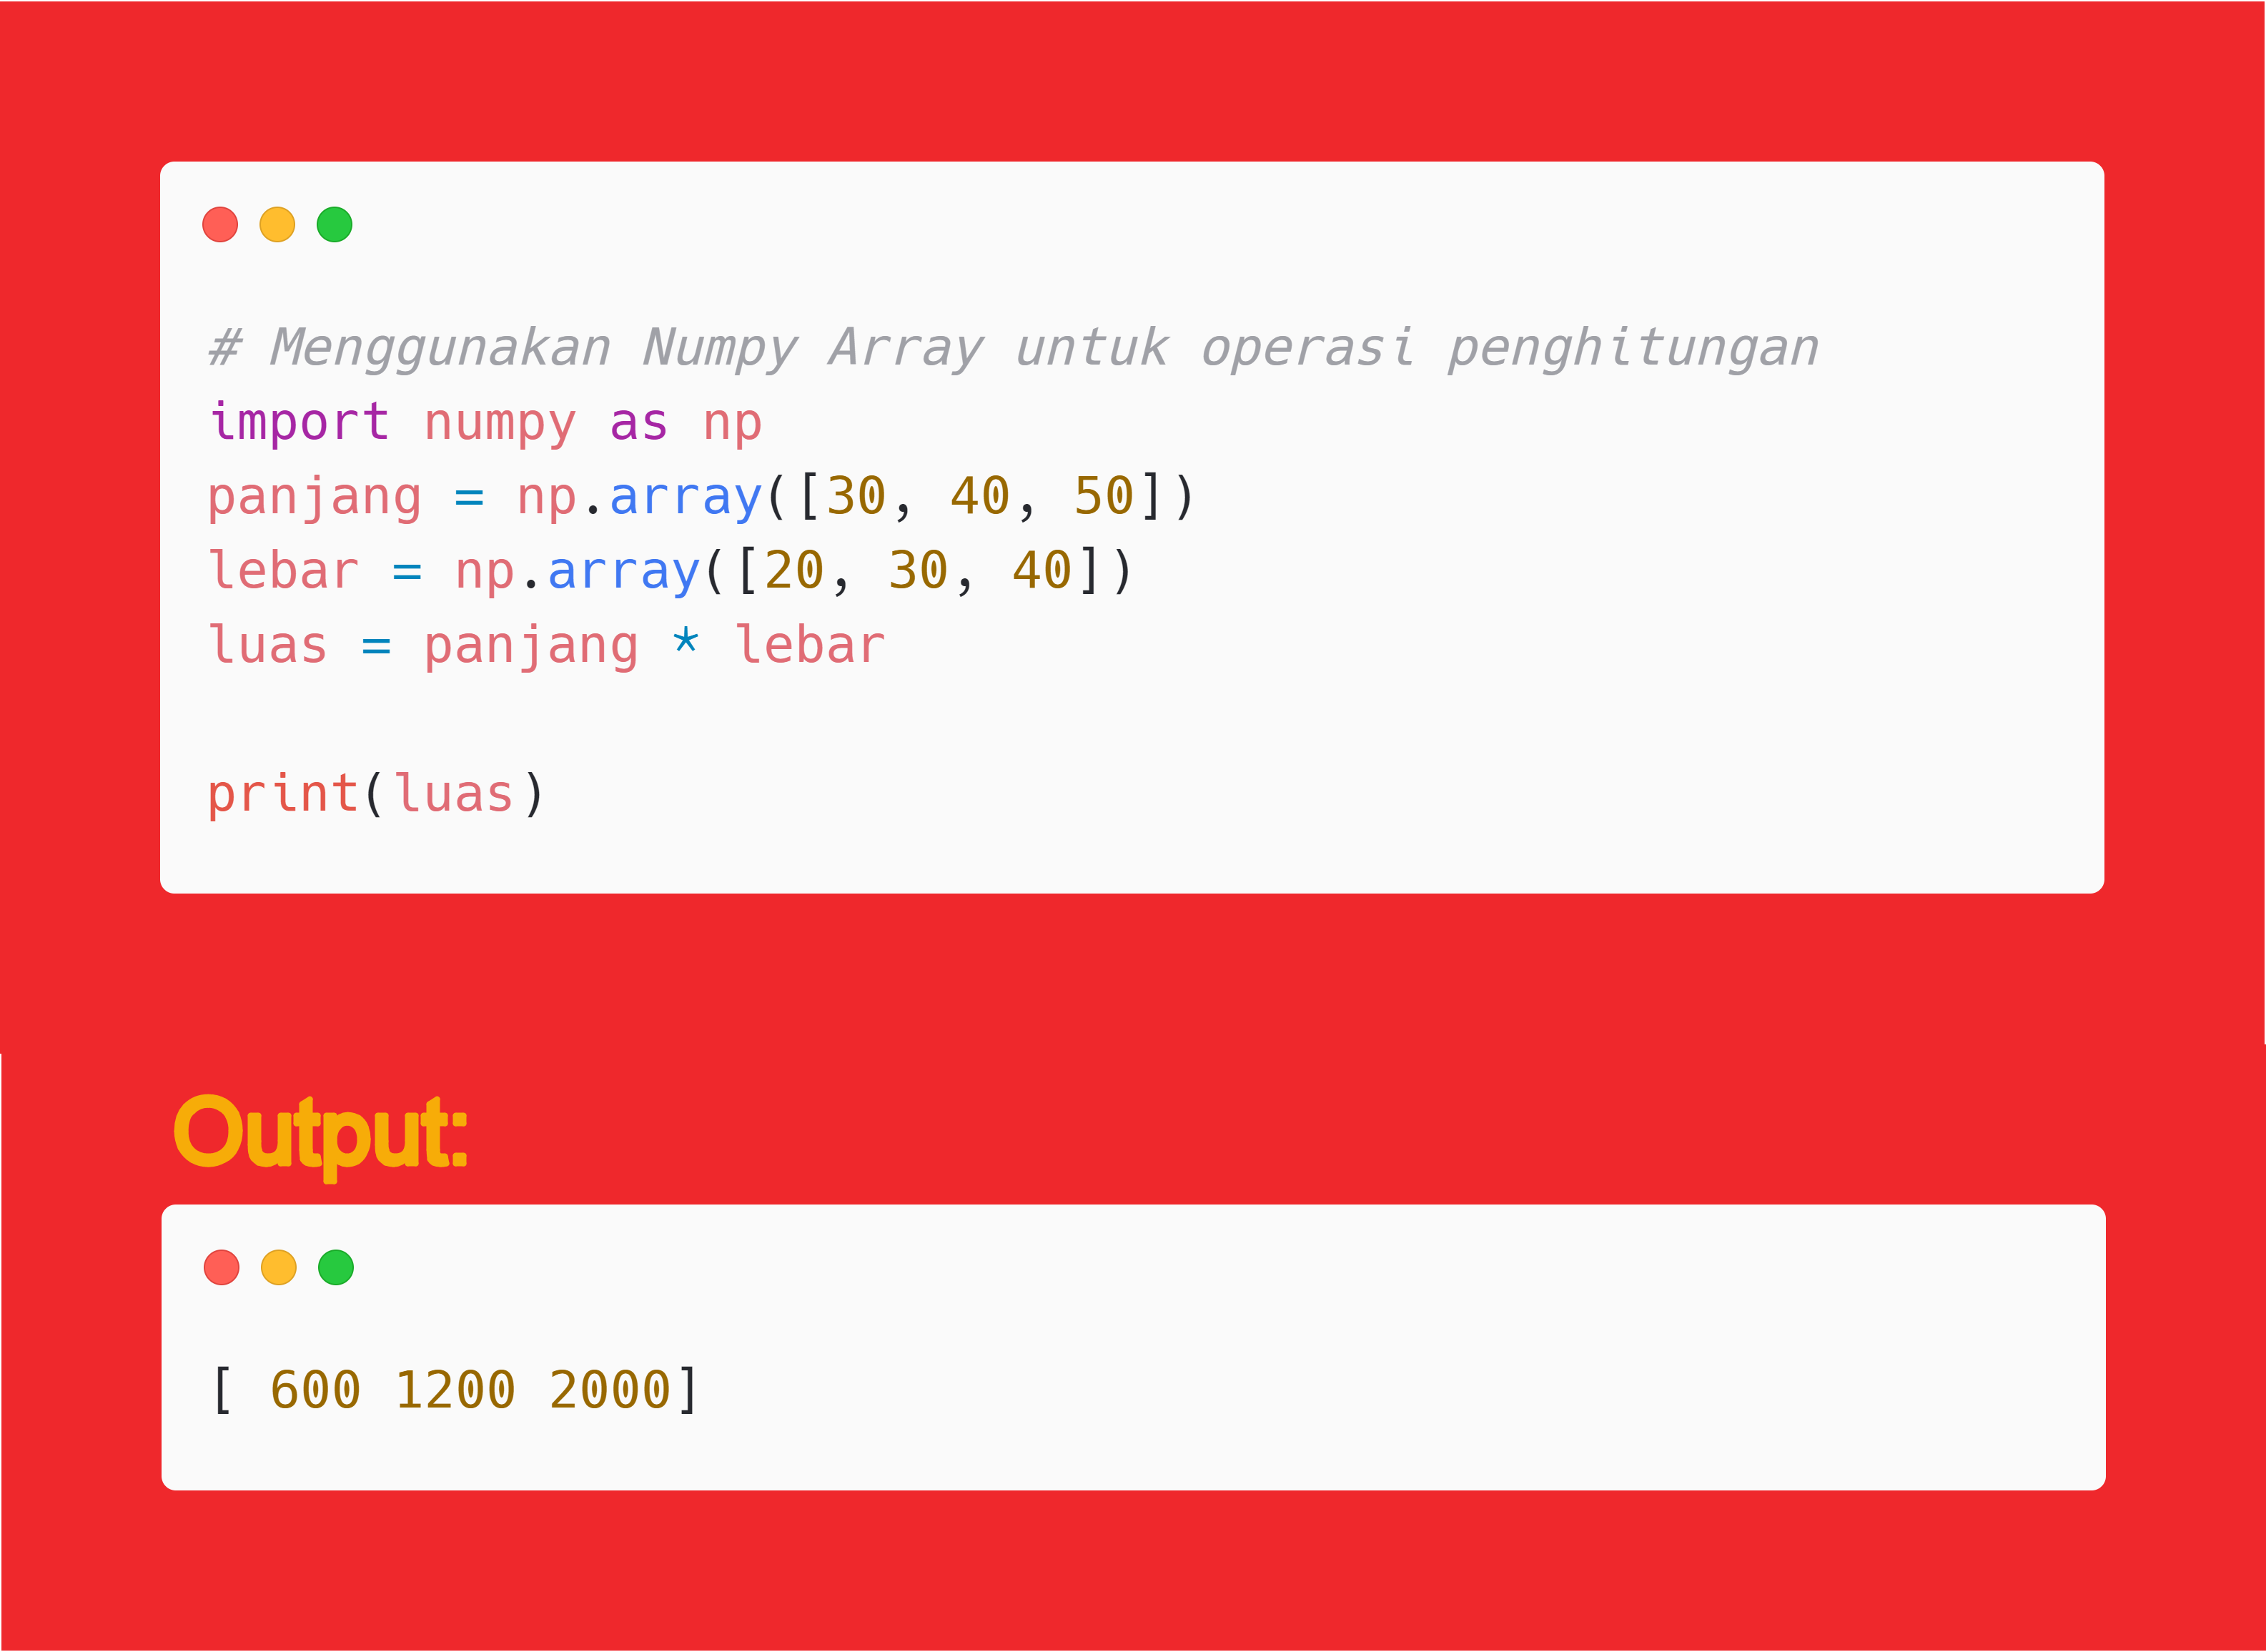 # Menggunakan Numpy Array untuk operasi penghitungan
import numpy as np
panjang = np.array([30, 40, 50])
lebar = np.array([20, 30, 40])
luas = panjang * lebar
print(luas)
Output:
[ 600 1200 2000]